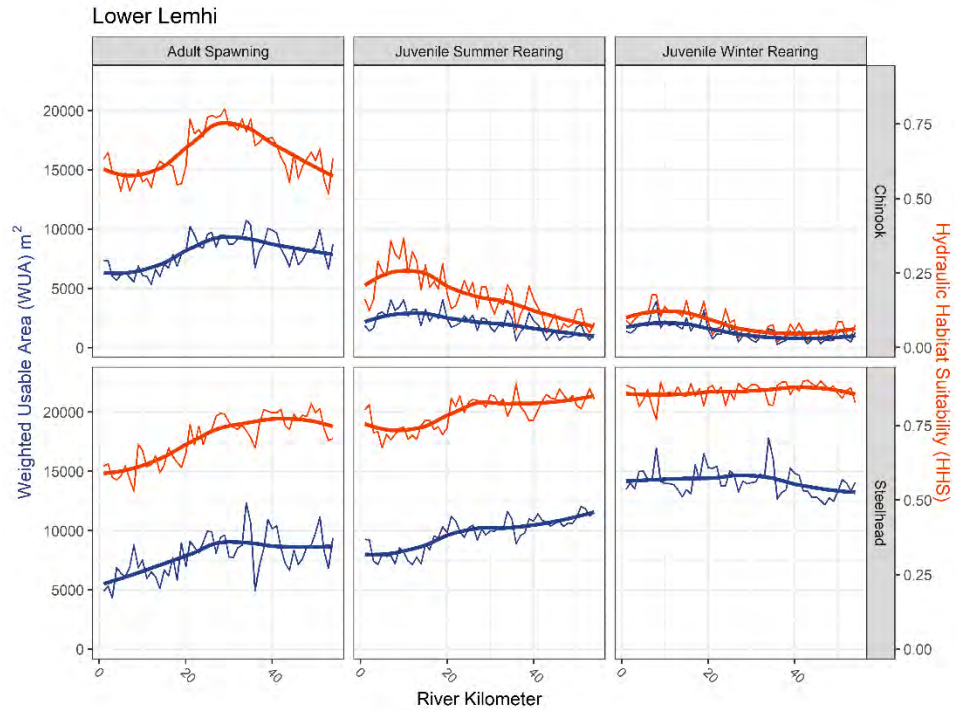 Lower Lemhi
Adult Spawning
Juvenile Summer Rearing
Juvenile Winter Rearing
20000
15000
10000
5000
0
0.75
0.50
0.25
0.00
Chinook
20000
15000
10000
5000
0
0.75
0.50
0.25
0.00
Steelhead
Weighted Usable Area (WUA) m²
Hydraulic Habitat Suitability (HHS)
0 20 40 0 20 40 0 20 40
River Kilometer